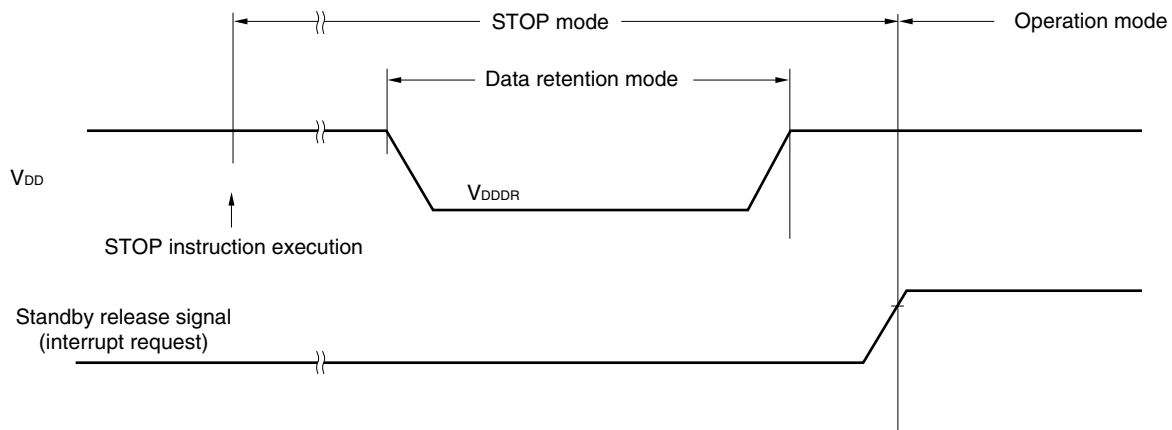 STOP mode
Operation mode
Data retention mode
VDD
VDDDR
STOP instruction execution
Standby release signal
(interrupt request)